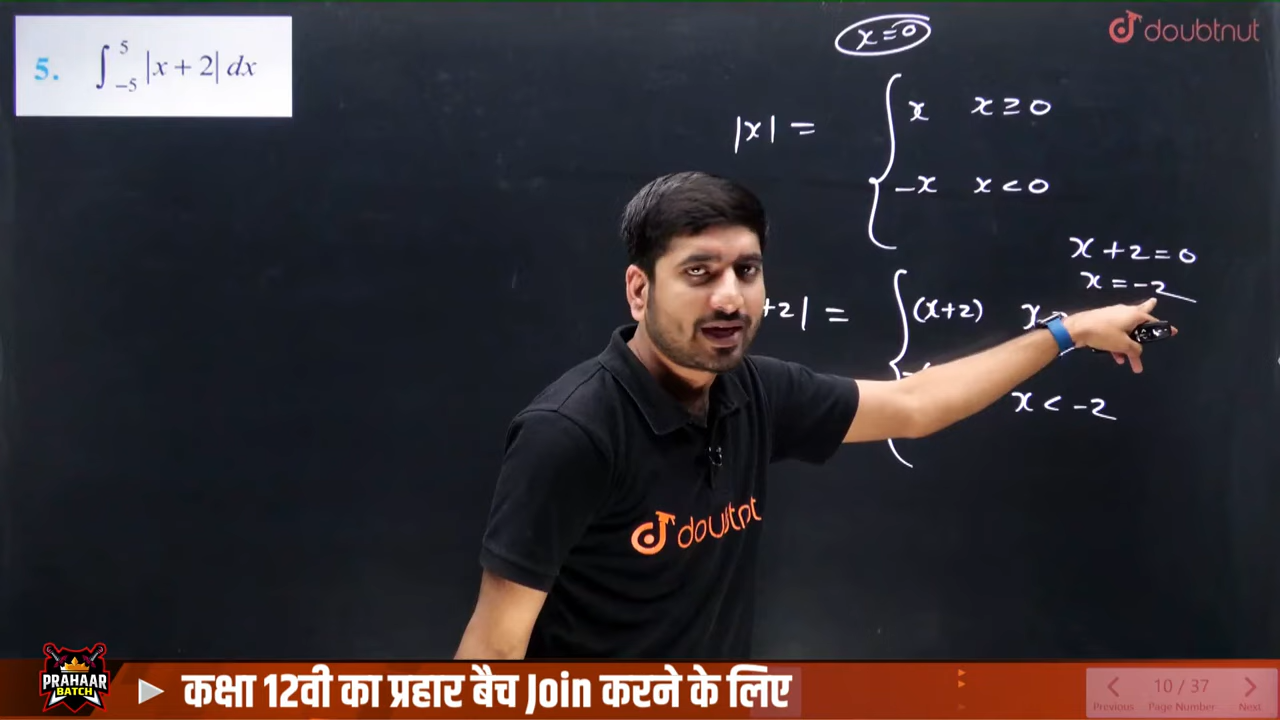 5. ∫₋₅⁵ |x + 2| dx
x = 0
doubtnut
|x| = { x   x ≥ 0
-x   x < 0
x + 2 = 0
x = -2
+2| = { (x+2)   x
x < -2
doubtnut
PRAHAAR
BATCH
कक्षा 12वी का प्रहार बैच Join करने के लिए
10 / 37
Previous Page Number Next